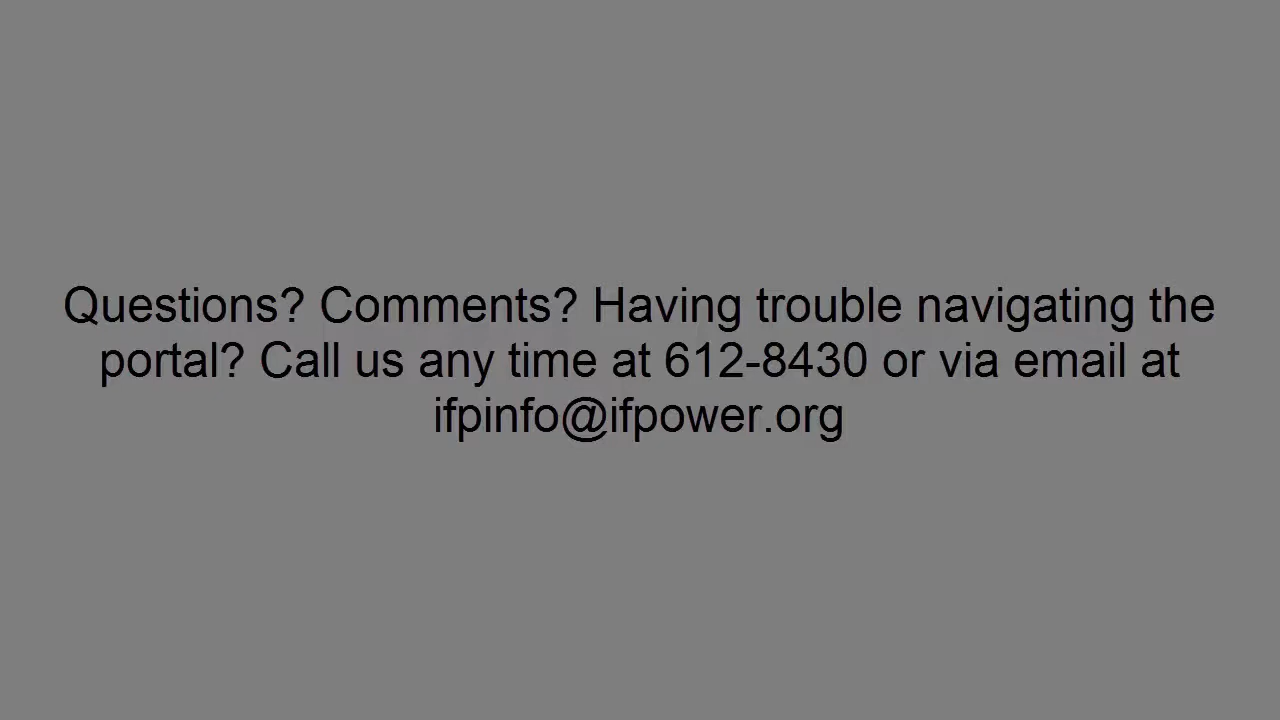 Questions? Comments? Having trouble navigating the
portal? Call us any time at 612-8430 or via email at
ifpinfo@ifpower.org